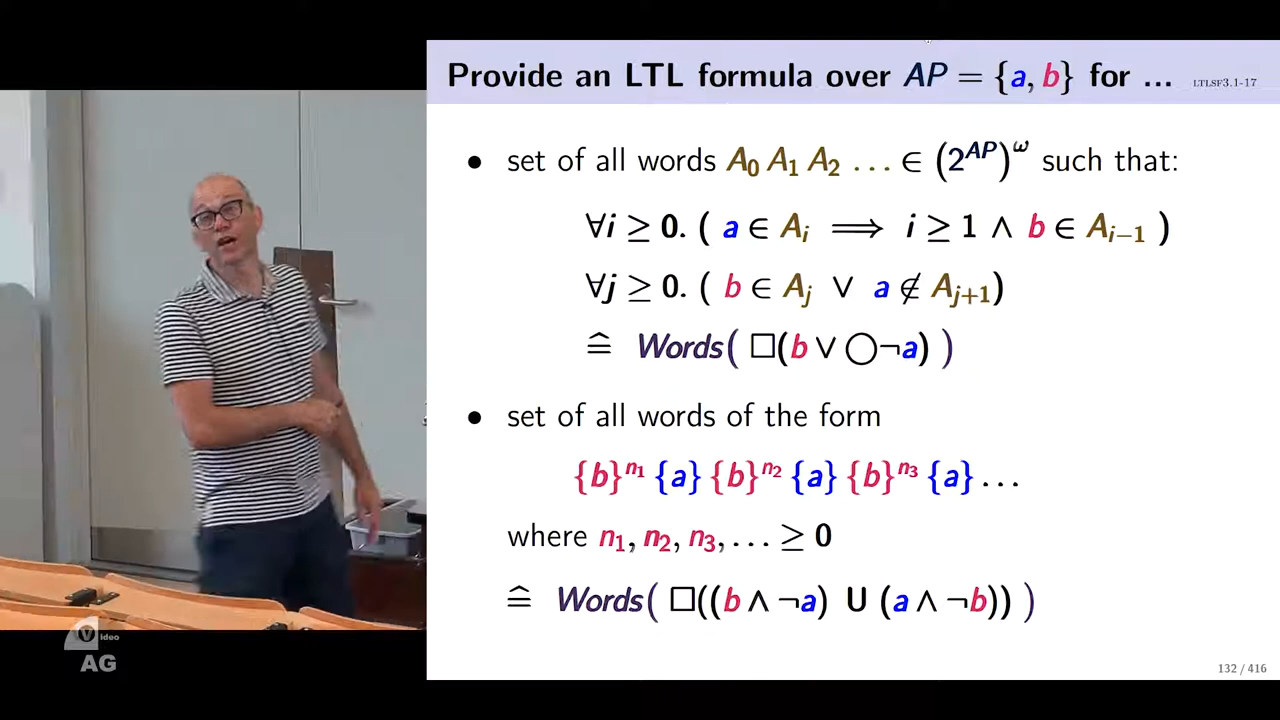 Provide an LTL formula over AP = {a, b} for ... LTLSF3.1-17
• set of all words A₀ A₁ A₂ … ∈ (2^AP)^ω such that:
∀i ≥ 0. ( a ∈ Aᵢ ⟹ i ≥ 1 ∧ b ∈ Aᵢ₋₁ )
∀j ≥ 0. ( b ∈ Aⱼ ∨ a ∉ Aⱼ₊₁)
≙ Words( □(b ∨ ◯¬a) )
• set of all words of the form
{b}^n₁ {a} {b}^n₂ {a} {b}^n₃ {a} …
where n₁, n₂, n₃, … ≥ 0
≙ Words( □((b ∧ ¬a) U (a ∧ ¬b)) )
Video
AG
132 / 416